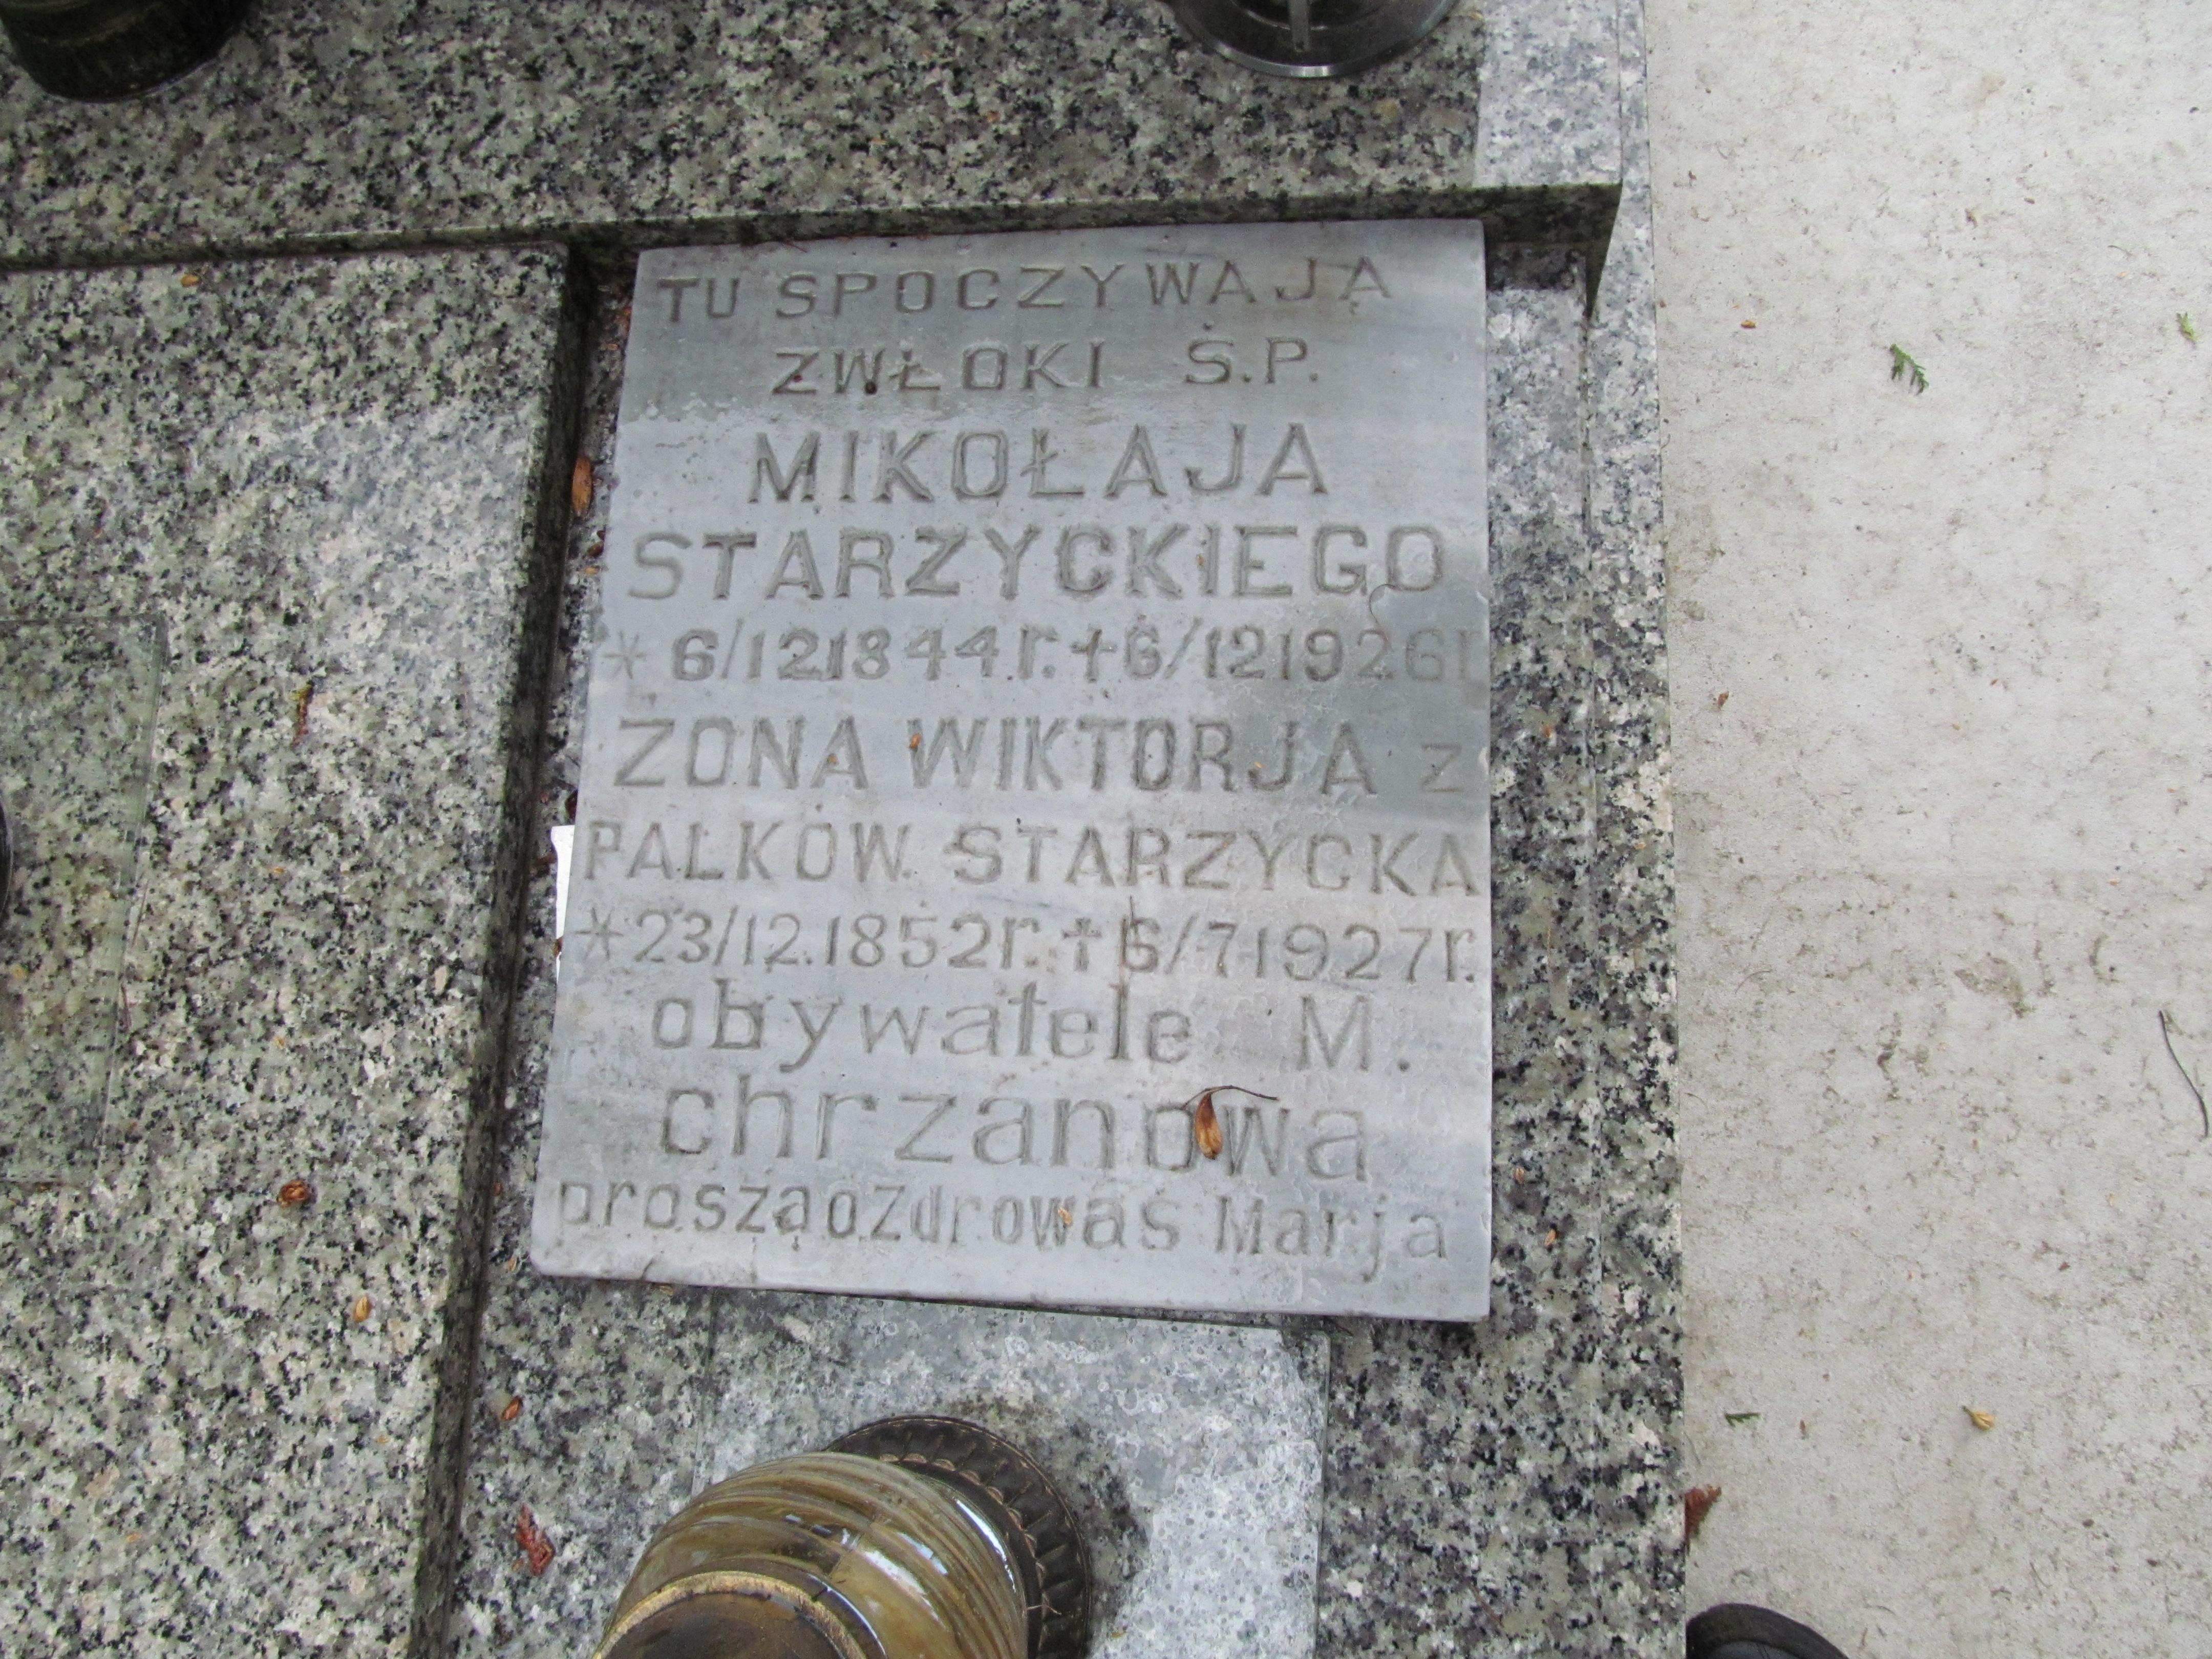 TU SPOCZYWAJĄ
ZWŁOKI Ś.P.
MIKOŁAJA
STARZYCKIEGO
* 6/12.1844 r. † 6/12 1926 r
ŻONA WIKTORJA z
PALKÓW STARZYCKA
* 23/12.1852 r. † 6/7 1927 r.
obywatele M.
chrzanowa
proszą o Zdrowaś Marja